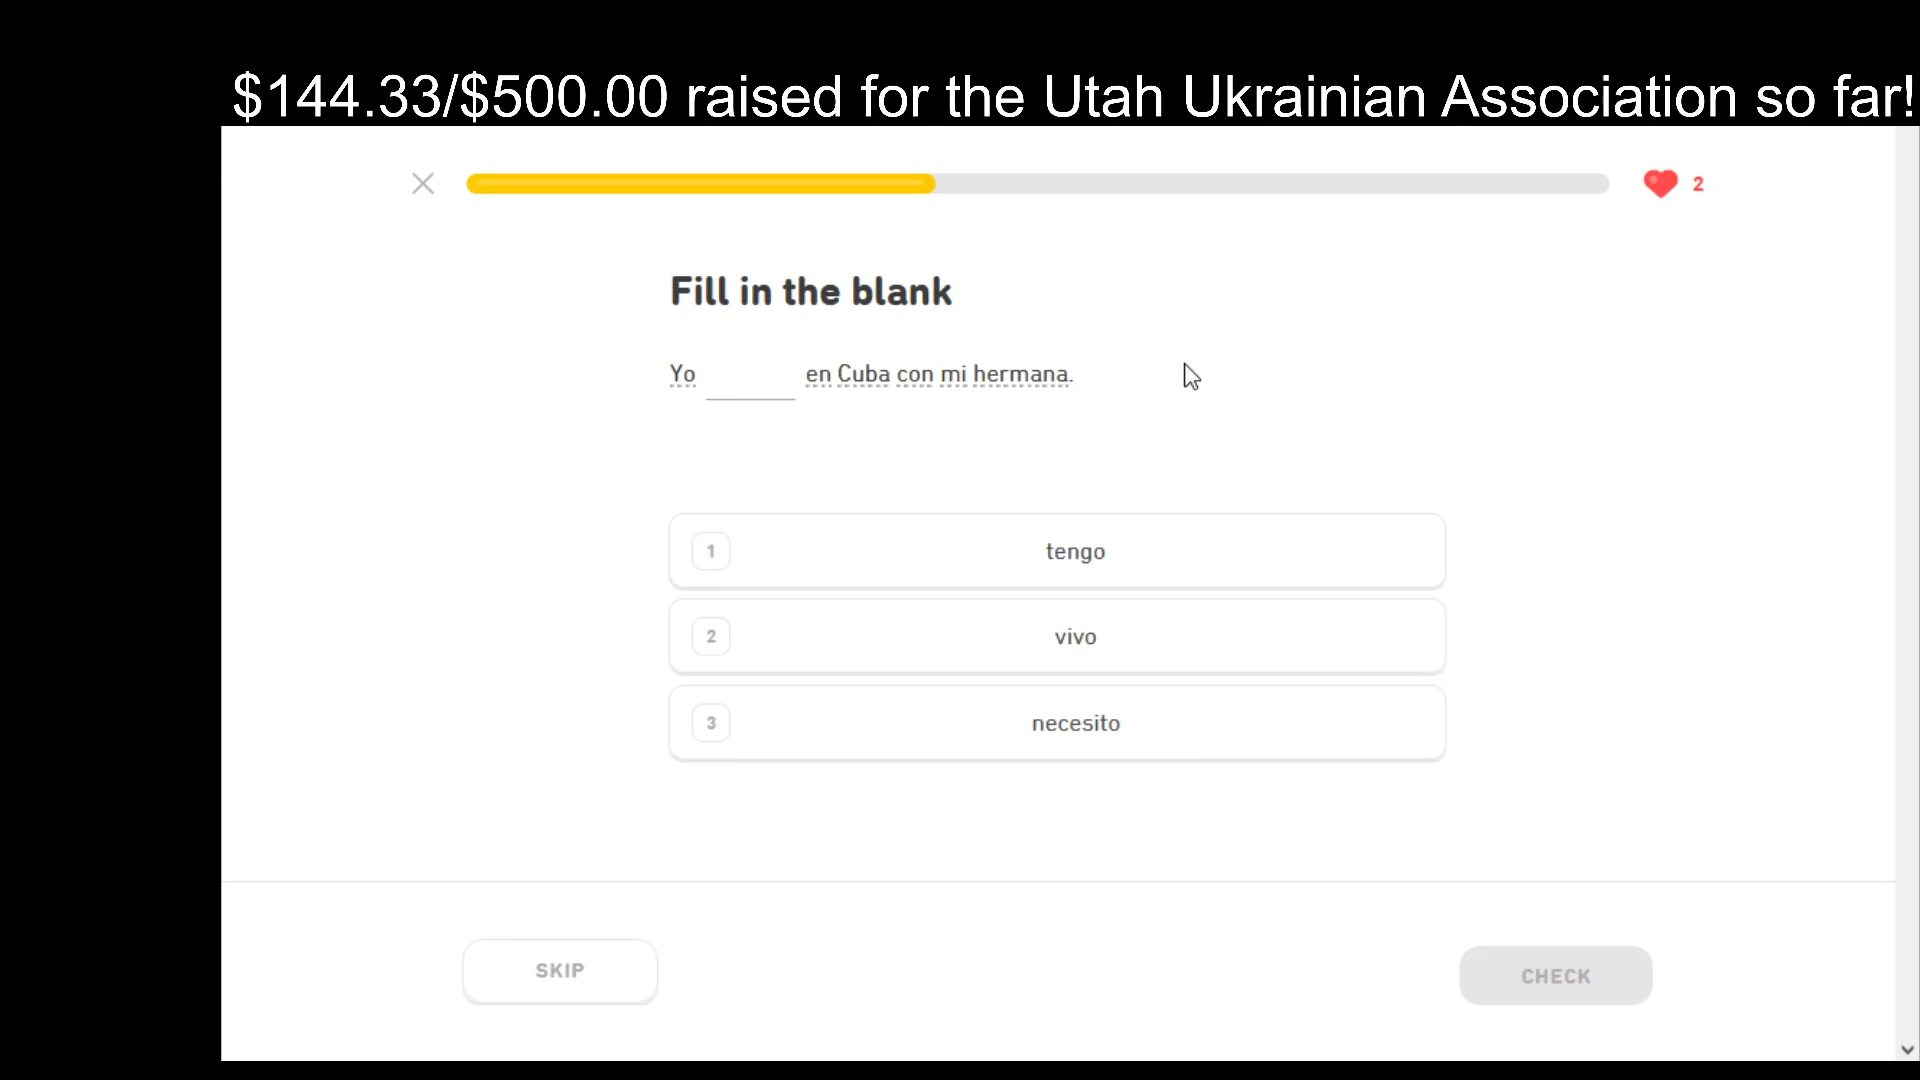 $144.33/$500.00 raised for the Utah Ukrainian Association so far!
2
Fill in the blank
Yo ______ en Cuba con mi hermana.
1 tengo
2 vivo
3 necesito
SKIP
CHECK